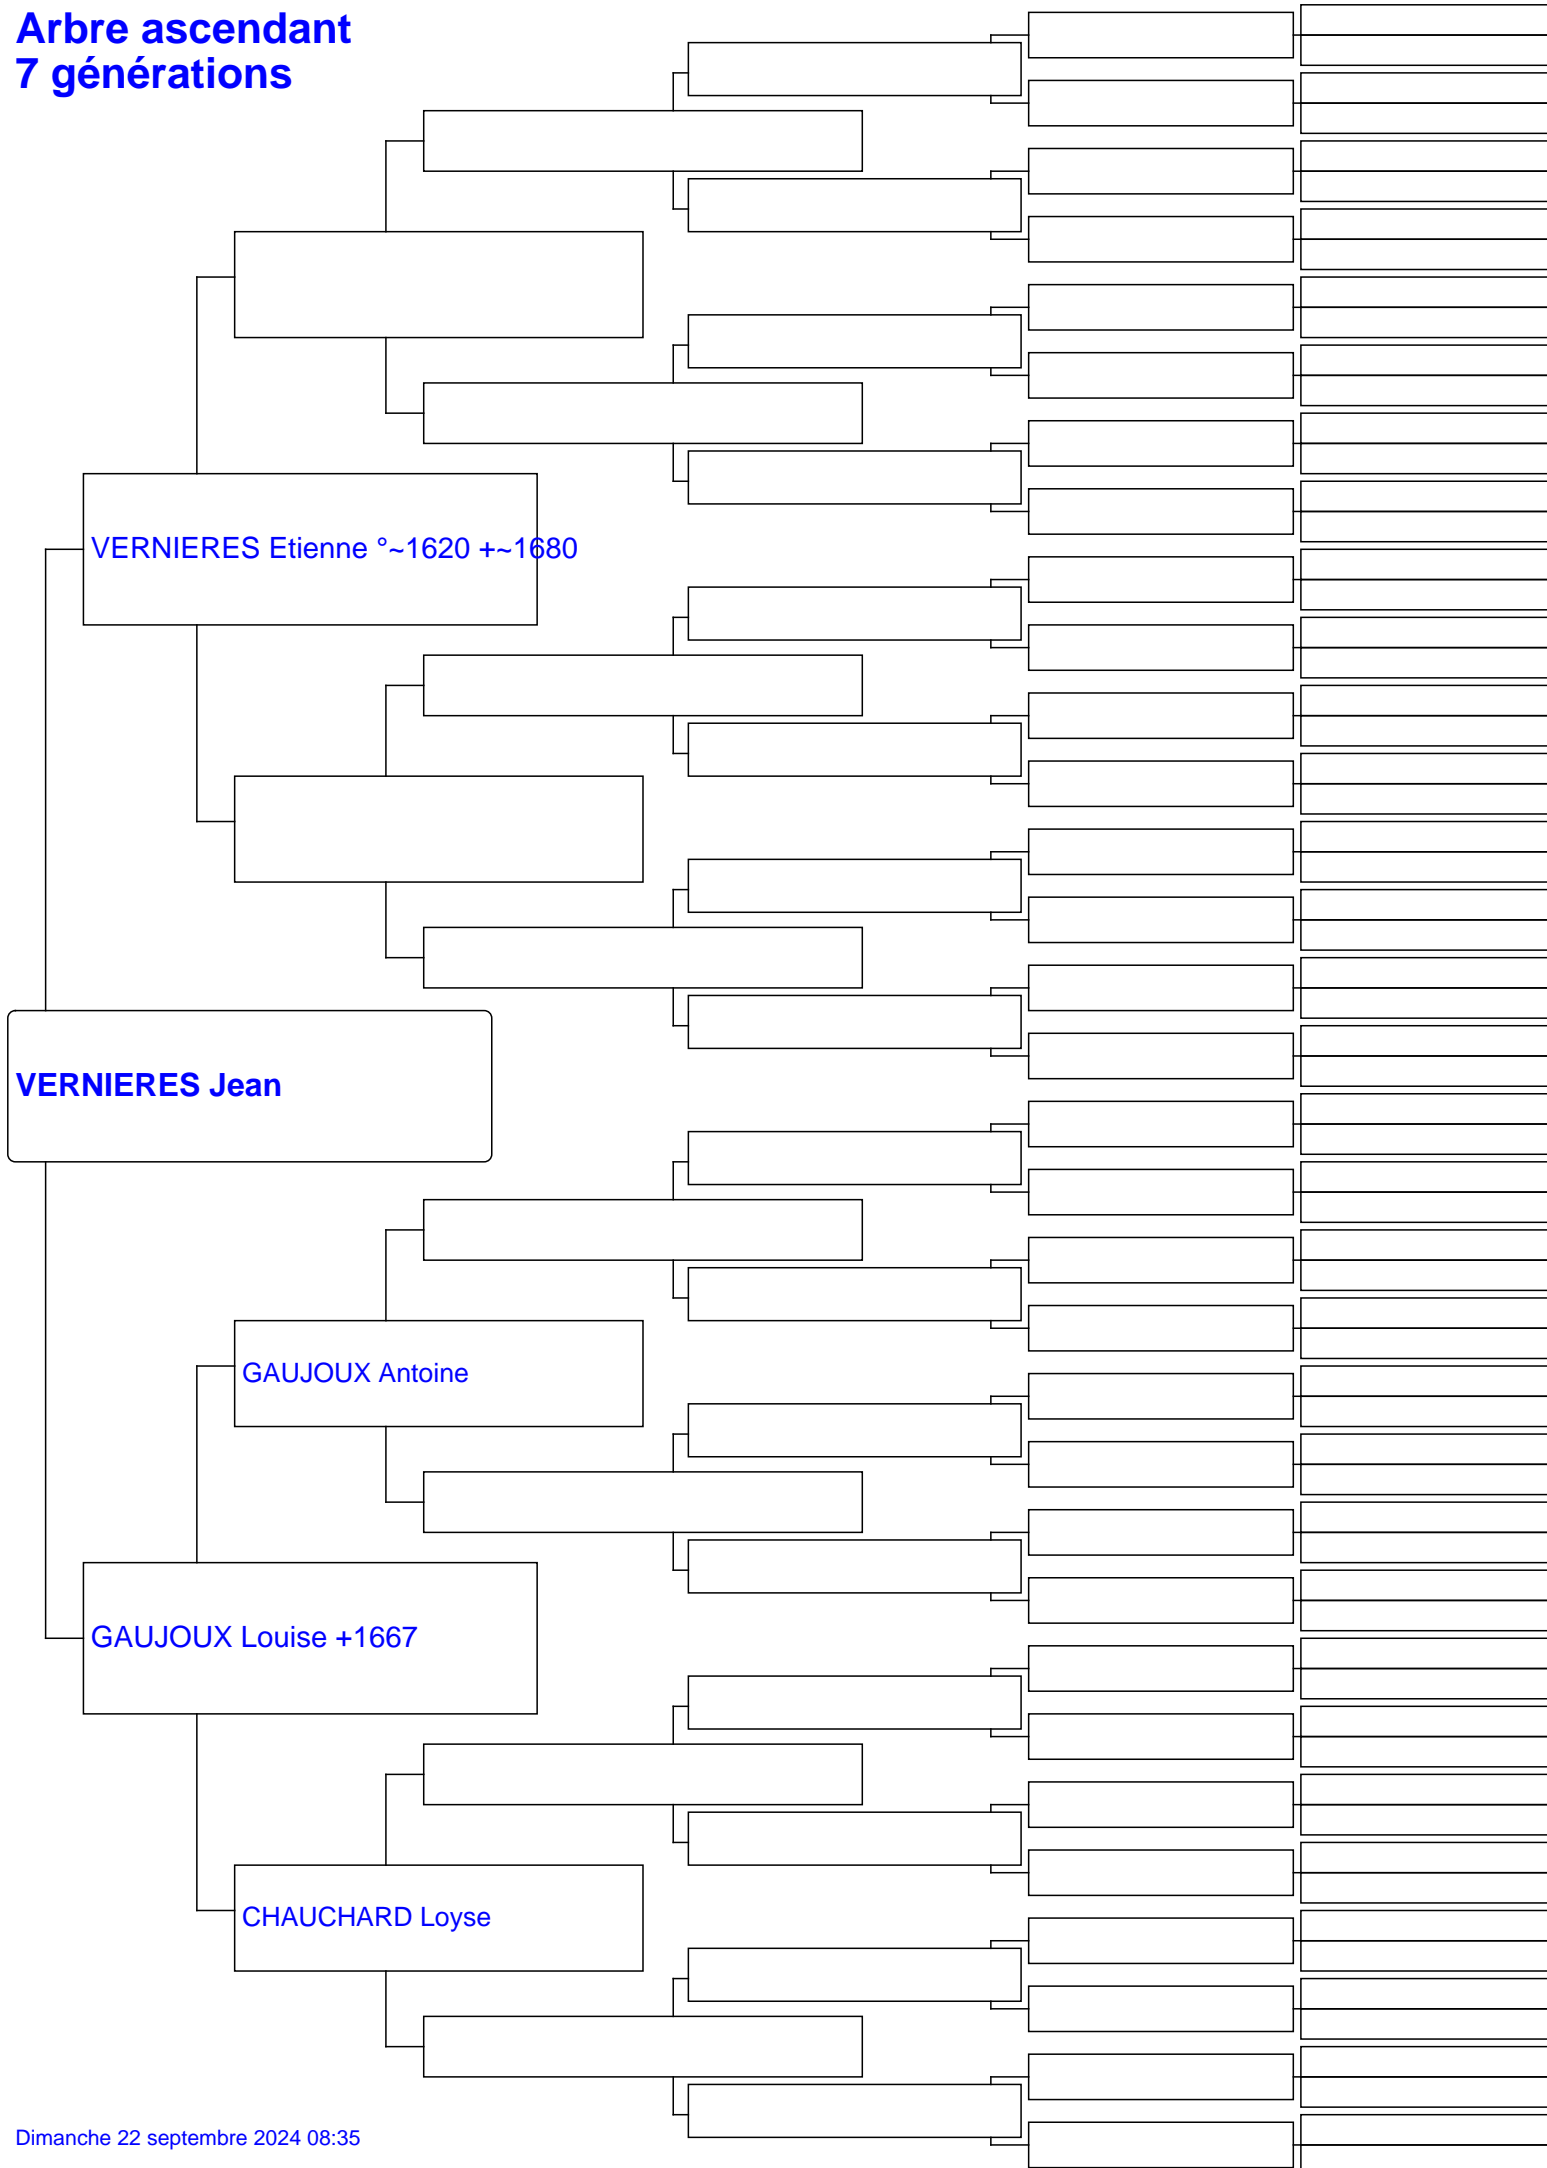 Arbre ascendant
7 générations
VERNIERES Etienne °~1620 +~1680
VERNIERES Jean
GAUJOUX Antoine
GAUJOUX Louise +1667
CHAUCHARD Loyse
Dimanche 22 septembre 2024 08:35